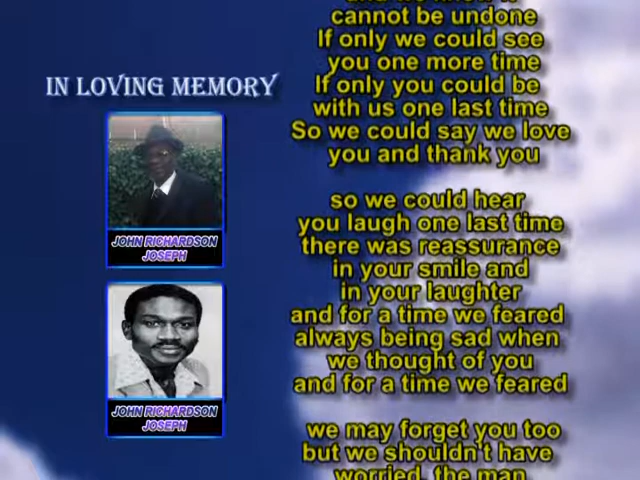 cannot be undone
If only we could see
you one more time
If only you could be
with us one last time
So we could say we love
you and thank you
so we could hear
you laugh one last time
there was reassurance
in your smile and
in your laughter
and for a time we feared
always being sad when
we thought of you
and for a time we feared
we may forget you too
but we shouldn't have
worried, the man
IN LOVING MEMORY
JOHN RICHARDSON
JOSEPH
JOHN RICHARDSON
JOSEPH